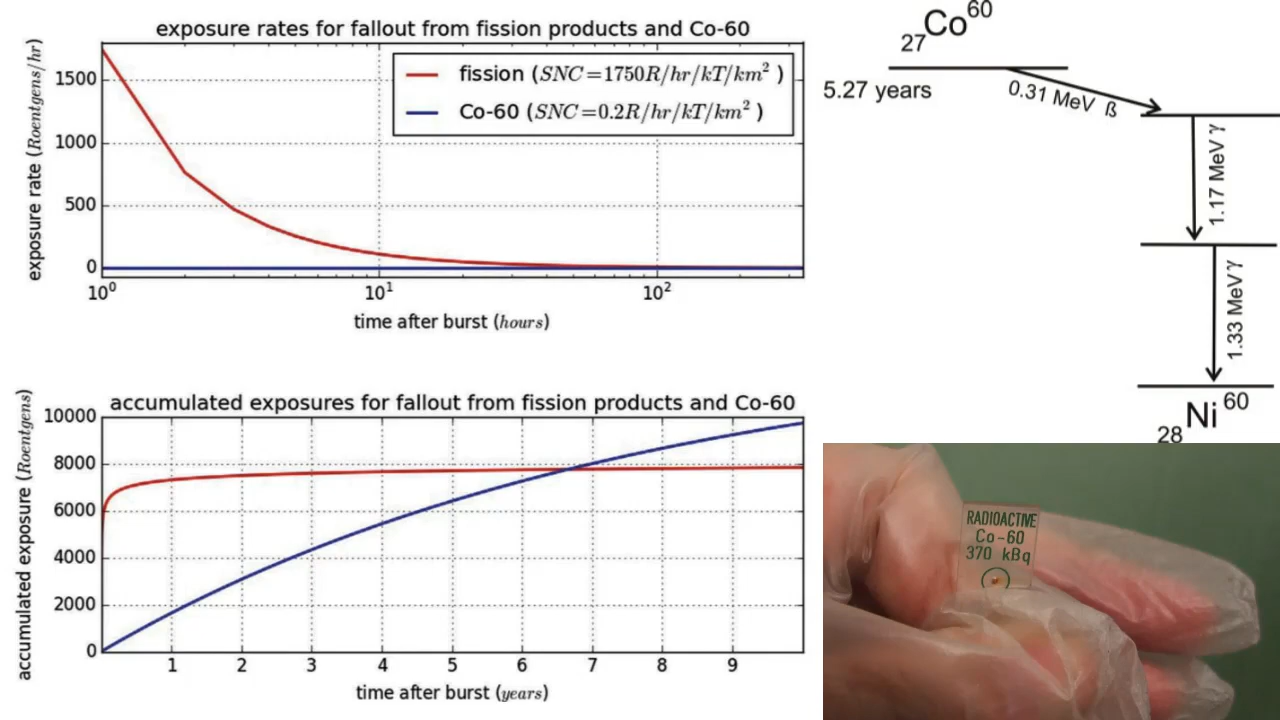 exposure rates for fallout from fission products and Co-60
exposure rate (Roentgens/hr)
1500
1000
500
0
fission (SNC=1750R/hr/kT/km² )
Co-60 (SNC=0.2R/hr/kT/km² )
10⁰
10¹
10²
time after burst (hours)
accumulated exposures for fallout from fission products and Co-60
accumulated exposure (Roentgens)
10000
8000
6000
4000
2000
0
1 2 3 4 5 6 7 8 9
time after burst (years)
₂₇Co⁶⁰
5.27 years
0.31 MeV ß
1.17 MeV γ
1.33 MeV γ
₂₈Ni⁶⁰
RADIOACTIVE
Co-60
370 kBq